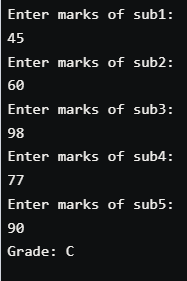 Enter marks of sub1:
45
Enter marks of sub2:
60
Enter marks of sub3:
98
Enter marks of sub4:
77
Enter marks of sub5:
90
Grade: C